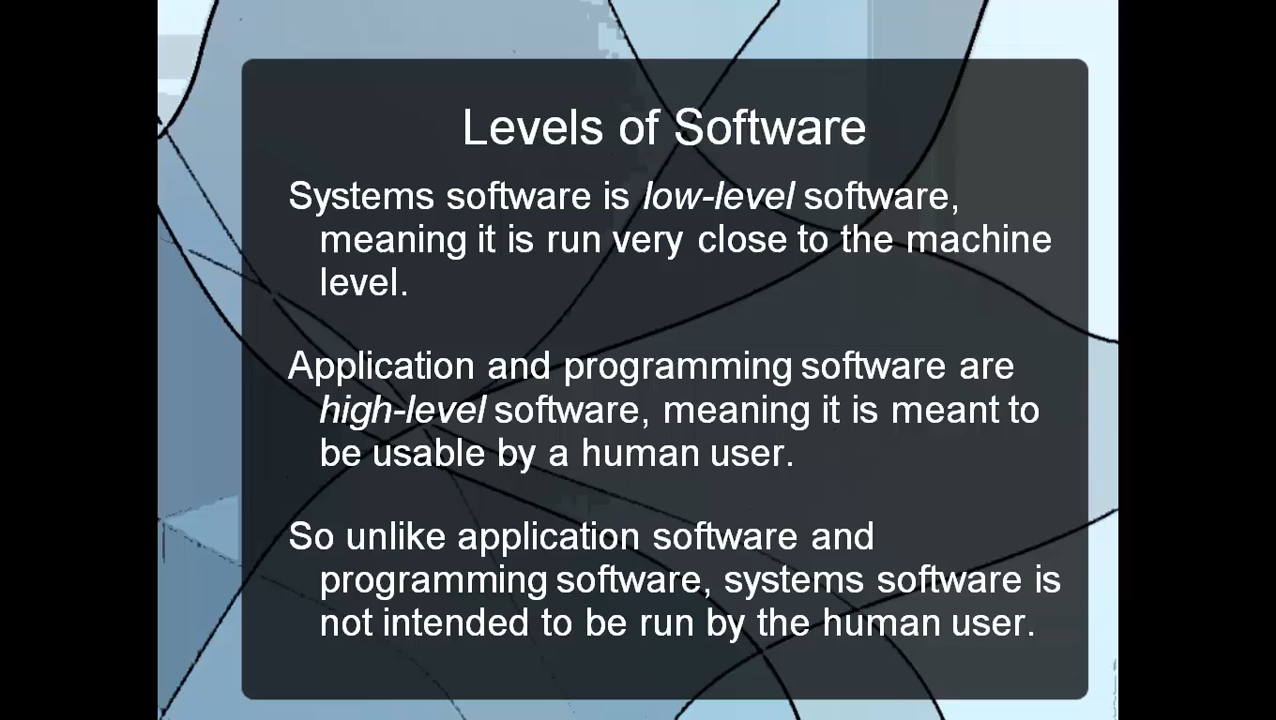 Levels of Software
Systems software is low-level software,
meaning it is run very close to the machine
level.
Application and programming software are
high-level software, meaning it is meant to
be usable by a human user.
So unlike application software and
programming software, systems software is
not intended to be run by the human user.